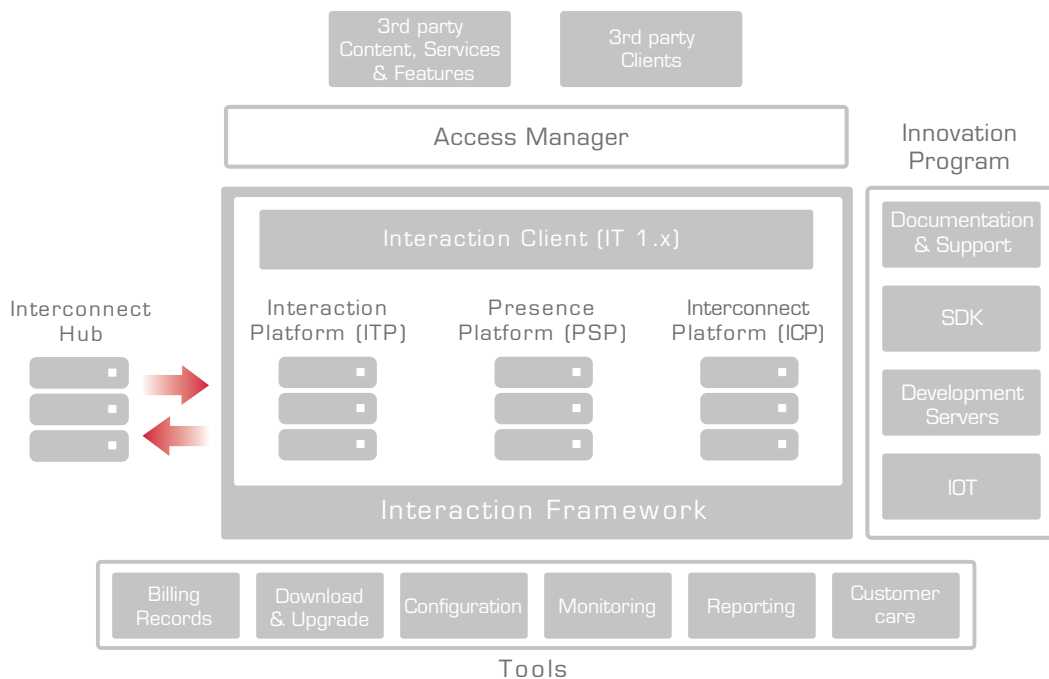 3rd party
Content, Services
& Features
3rd party
Clients
Access Manager
Innovation
Program
Interaction Client (IT 1.x)
Documentation
& Support
SDK
Development
Servers
IOT
Interconnect
Hub
Interaction
Platform (ITP)
Presence
Platform (PSP)
Interconnect
Platform (ICP)
Interaction Framework
Billing
Records
Download
& Upgrade
Configuration
Monitoring
Reporting
Customer
care
Tools